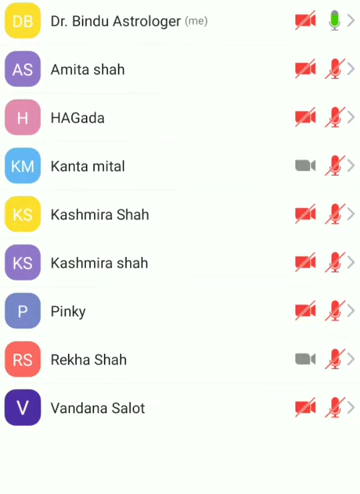 DB Dr. Bindu Astrologer (me)
AS Amita shah
H HAGada
KM Kanta mital
KS Kashmira Shah
KS Kashmira shah
P Pinky
RS Rekha Shah
V Vandana Salot